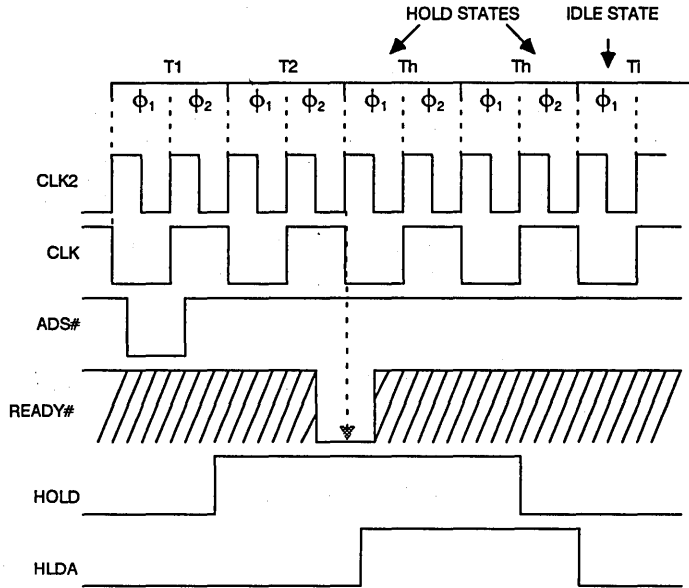 HOLD STATES IDLE STATE
T1 T2 Th Th Ti
ϕ1 ϕ2 ϕ1 ϕ2 ϕ1 ϕ2 ϕ1 ϕ2 ϕ1
CLK2
CLK
ADS#
READY#
HOLD
HLDA